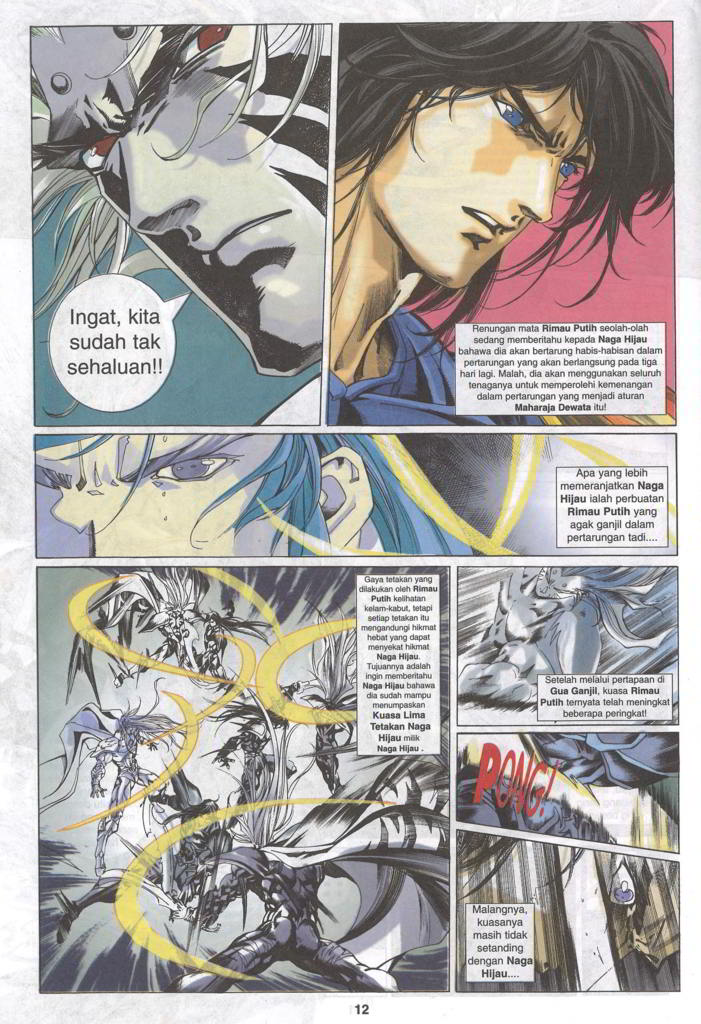 Ingat, kita
sudah tak
sehaluan!!
Renungan mata Rimau Putih seolah-olah
sedang memberitahu kepada Naga Hijau
bahawa dia akan bertarung habis-habisan dalam
pertarungan yang akan berlangsung pada tiga
hari lagi. Malah, dia akan menggunakan seluruh
tenaganya untuk memperolehi kemenangan
dalam pertarungan yang menjadi aturan
Maharaja Dewata itu!
Apa yang lebih
memeranjatkan Naga
Hijau ialah perbuatan
Rimau Putih yang
agak ganjil dalam
pertarungan tadi....
Gaya tetakan yang
dilakukan oleh Rimau
Putih kelihatan
kelam-kabut, tetapi
setiap tetakan itu
mengandungi hikmat
hebat yang dapat
menyekat hikmat
Naga Hijau.
Tujuannya adalah
ingin memberitahu
Naga Hijau bahawa
dia sudah mampu
menumpaskan
Kuasa Lima
Tetakan Naga
Hijau milik
Naga Hijau .
Setelah melalui pertapaan di
Gua Ganjil, kuasa Rimau
Putih ternyata telah meningkat
beberapa peringkat!
PONG!
Malangnya,
kuasanya
masih tidak
setanding
dengan Naga
Hijau....
12